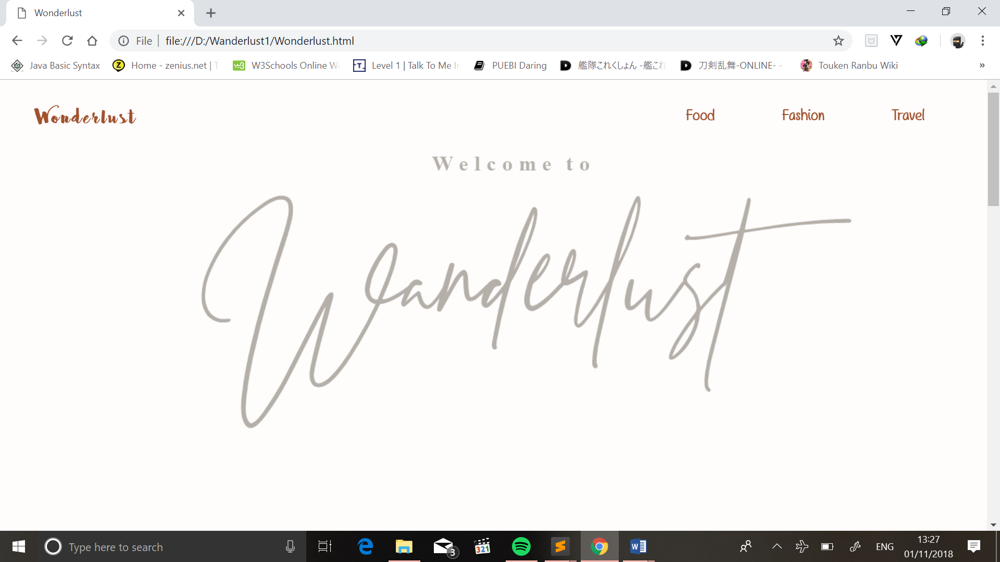 Wonderlust
File file:///D:/Wanderlust1/Wonderlust.html
Java Basic Syntax Home - zenius.net | T W3Schools Online W Level 1 | Talk To Me In PUEBI Daring 艦隊これくしょん -艦これ 刀剣乱舞-ONLINE- - Touken Ranbu Wiki
Wonderlust Food Fashion Travel
Welcome to
Wanderlust
Type here to search 3 321 ENG 13:27
01/11/2018